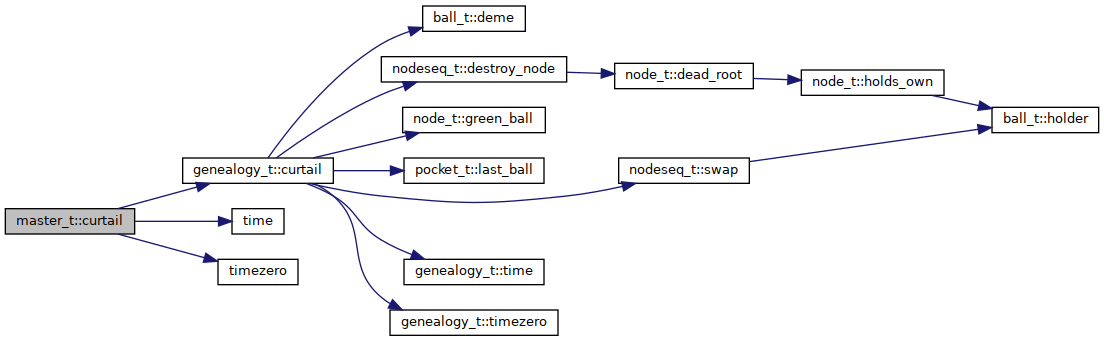 ball_t::deme
nodeseq_t::destroy_node
node_t::dead_root
node_t::holds_own
node_t::green_ball
ball_t::holder
genealogy_t::curtail
pocket_t::last_ball
nodeseq_t::swap
master_t::curtail
time
timezero
genealogy_t::time
genealogy_t::timezero